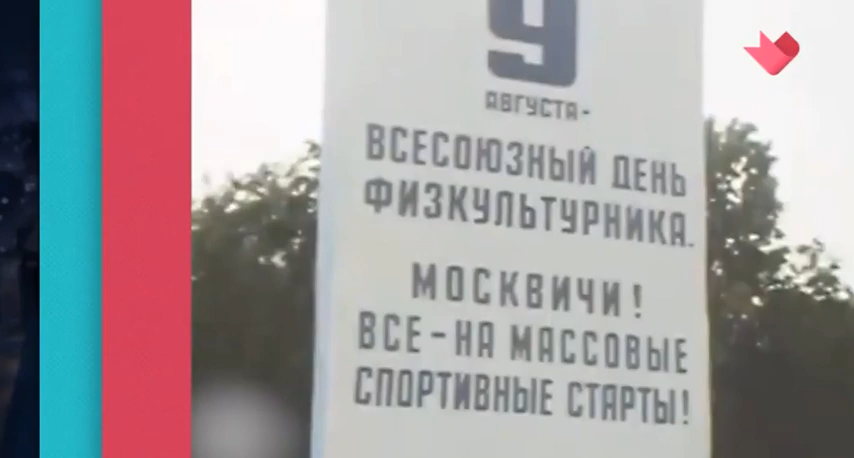 9
АВГУСТА-
ВСЕСОЮЗНЫЙ ДЕНЬ
ФИЗКУЛЬТУРНИКА.
МОСКВИЧИ!
ВСЕ-НА МАССОВЫЕ
СПОРТИВНЫЕ СТАРТЫ!